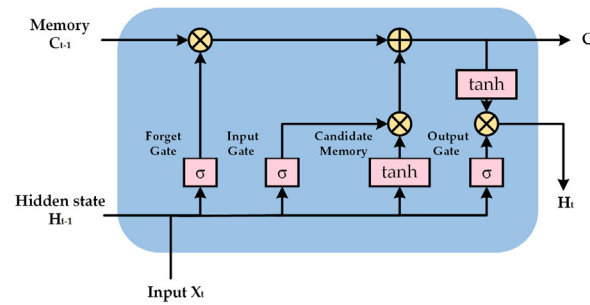 Memory
Ct-1
C
tanh
Forget
Gate
Input
Gate
Candidate
Memory
Output
Gate
σ
σ
tanh
σ
Hidden state
Ht-1
Ht
Input Xt